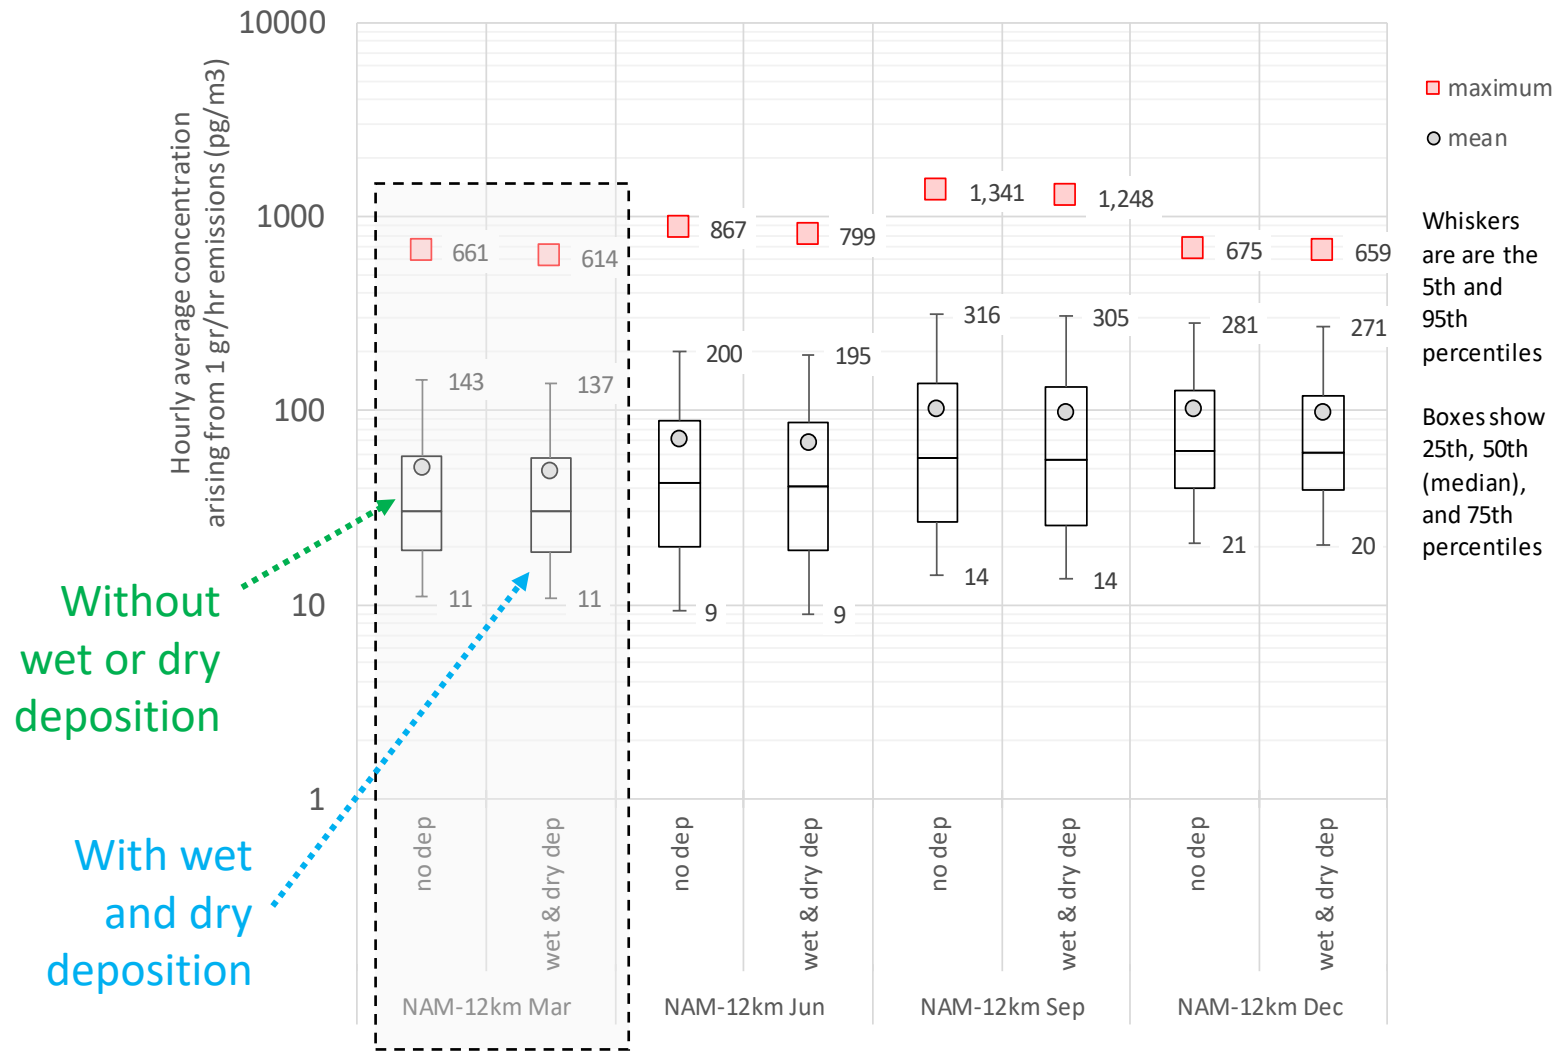 Hourly average concentration
arising from 1 gr/hr emissions (pg/m3)
10000
1000
100
10
1
661
614
867
799
1,341
1,248
675
659
143
137
200
195
316
305
281
271
11
11
9
9
14
14
21
20
no dep
wet & dry dep
no dep
wet & dry dep
no dep
wet & dry dep
no dep
wet & dry dep
NAM-12km Mar
NAM-12km Jun
NAM-12km Sep
NAM-12km Dec
Without
wet or dry
deposition
With wet
and dry
deposition
maximum
mean
Whiskers
are are the
5th and
95th
percentiles
Boxes show
25th, 50th
(median),
and 75th
percentiles